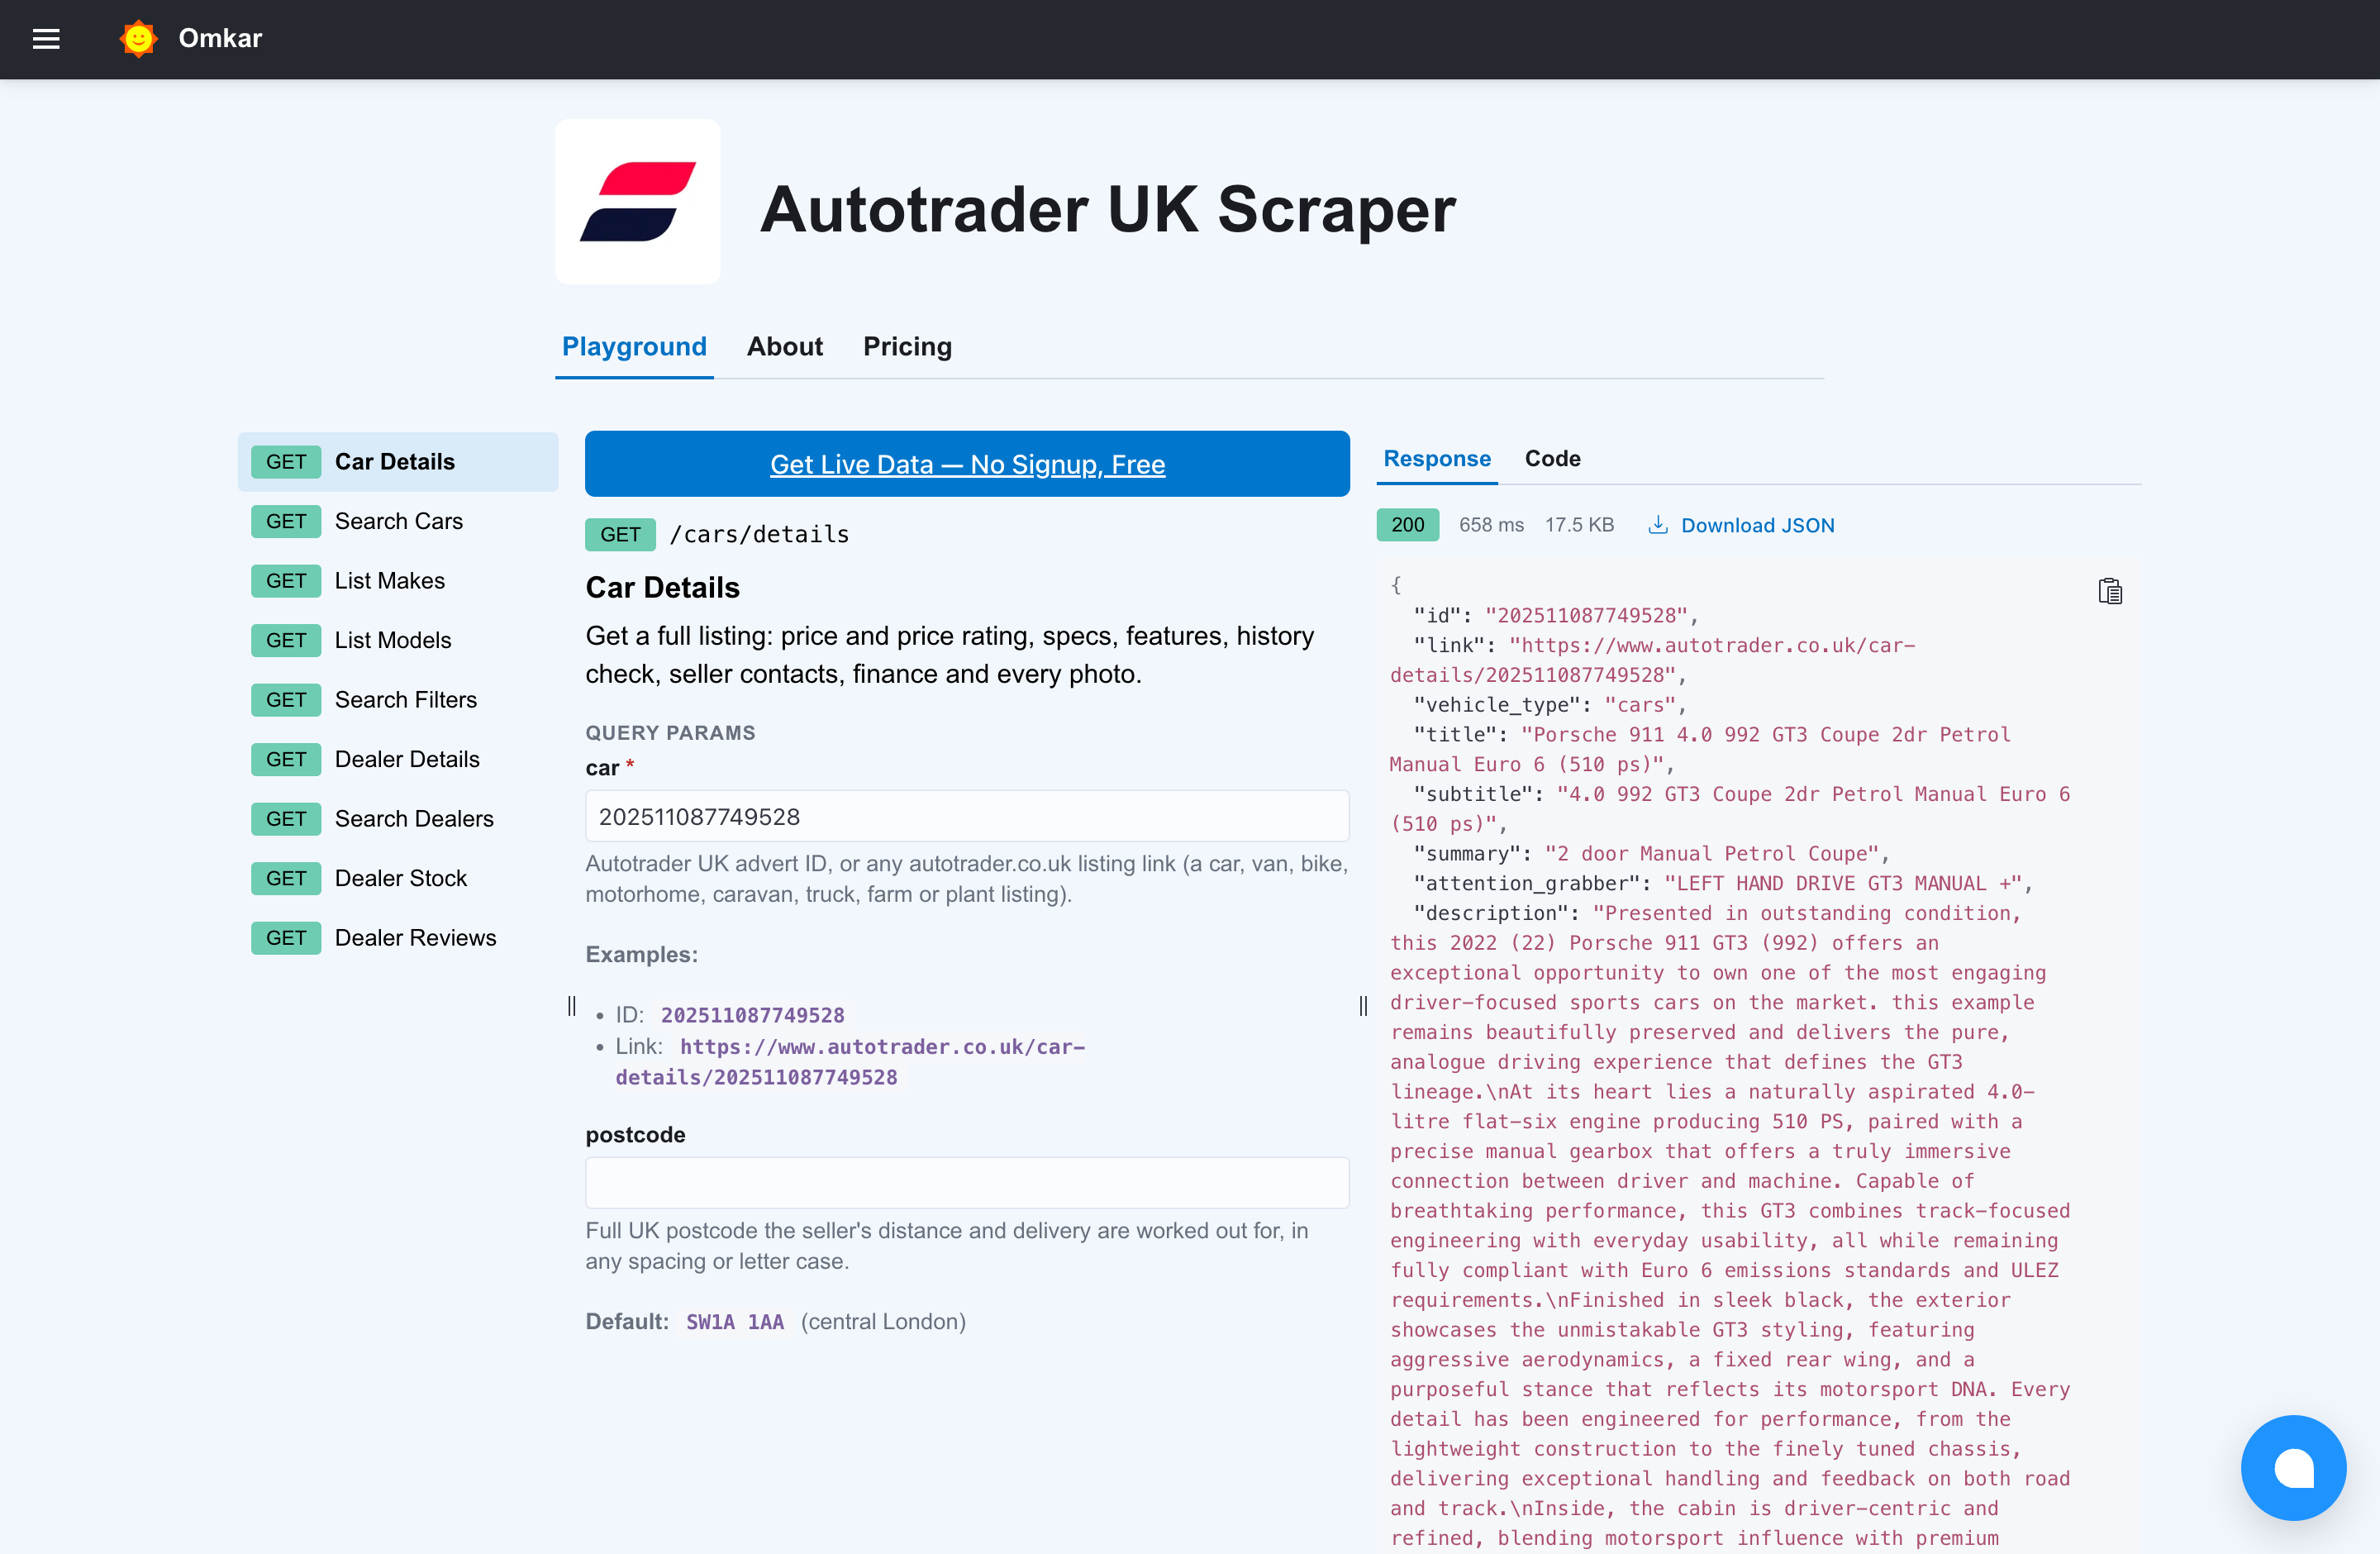 Omkar
Autotrader UK Scraper
Playground
About
Pricing
GET Car Details
GET Search Cars
GET List Makes
GET List Models
GET Search Filters
GET Dealer Details
GET Search Dealers
GET Dealer Stock
GET Dealer Reviews
Get Live Data — No Signup, Free
GET /cars/details
Car Details
Get a full listing: price and price rating, specs, features, history
check, seller contacts, finance and every photo.
QUERY PARAMS
car *
202511087749528
Autotrader UK advert ID, or any autotrader.co.uk listing link (a car, van, bike,
motorhome, caravan, truck, farm or plant listing).
Examples:
• ID: 202511087749528
• Link: https://www.autotrader.co.uk/car-
details/202511087749528
postcode
Full UK postcode the seller's distance and delivery are worked out for, in
any spacing or letter case.
Default: SW1A 1AA (central London)
Response
Code
200 658 ms 17.5 KB Download JSON
{
"id": "202511087749528",
"link": "https://www.autotrader.co.uk/car-
details/202511087749528",
"vehicle_type": "cars",
"title": "Porsche 911 4.0 992 GT3 Coupe 2dr Petrol
Manual Euro 6 (510 ps)",
"subtitle": "4.0 992 GT3 Coupe 2dr Petrol Manual Euro 6
(510 ps)",
"summary": "2 door Manual Petrol Coupe",
"attention_grabber": "LEFT HAND DRIVE GT3 MANUAL +",
"description": "Presented in outstanding condition,
this 2022 (22) Porsche 911 GT3 (992) offers an
exceptional opportunity to own one of the most engaging
driver-focused sports cars on the market. this example
remains beautifully preserved and delivers the pure,
analogue driving experience that defines the GT3
lineage.\nAt its heart lies a naturally aspirated 4.0-
litre flat-six engine producing 510 PS, paired with a
precise manual gearbox that offers a truly immersive
connection between driver and machine. Capable of
breathtaking performance, this GT3 combines track-focused
engineering with everyday usability, all while remaining
fully compliant with Euro 6 emissions standards and ULEZ
requirements.\nFinished in sleek black, the exterior
showcases the unmistakable GT3 styling, featuring
aggressive aerodynamics, a fixed rear wing, and a
purposeful stance that reflects its motorsport DNA. Every
detail has been engineered for performance, from the
lightweight construction to the finely tuned chassis,
delivering exceptional handling and feedback on both road
and track.\nInside, the cabin is driver-centric and
refined, blending motorsport influence with premium